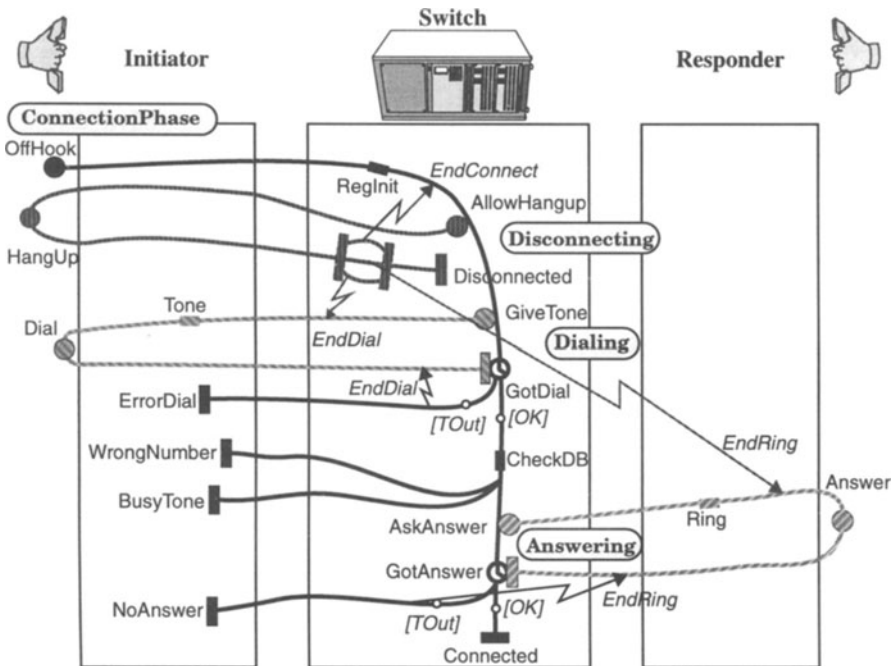 Switch
Initiator
Responder
ConnectionPhase
OffHook
RegInit
EndConnect
AllowHangup
HangUp
Disconnecting
Disconnected
Tone
Dial
GiveTone
EndDial
Dialing
EndDial
GotDial
ErrorDial
[TOut]
[OK]
WrongNumber
CheckDB
EndRing
BusyTone
Answer
AskAnswer
Ring
Answering
GotAnswer
EndRing
NoAnswer
[TOut]
[OK]
Connected